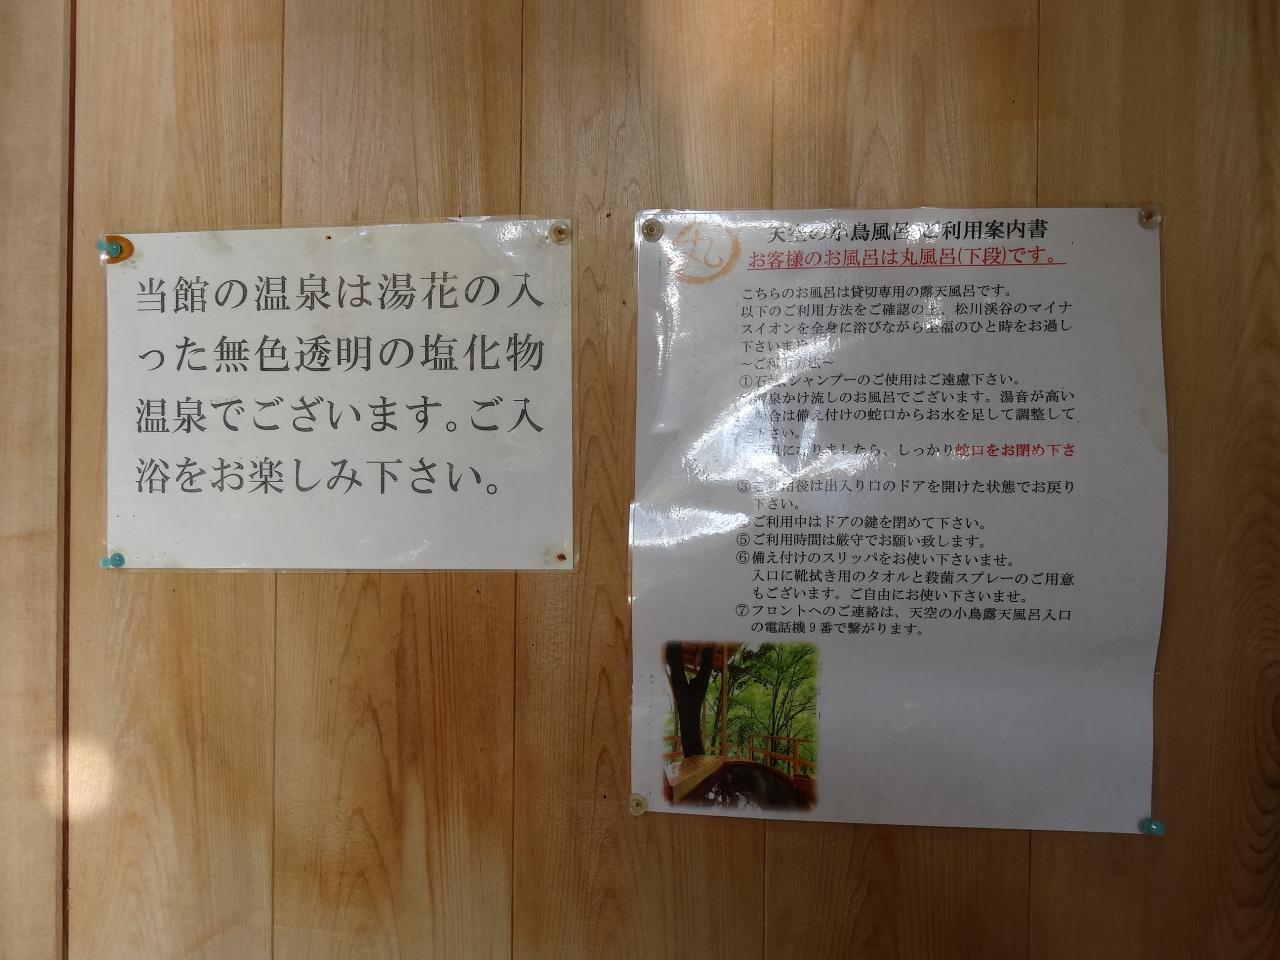 当館の温泉は湯花の入
った無色透明の塩化物
温泉でございます。ご入
浴をお楽しみ下さい。
丸
天空の小鳥風呂 ご利用案内書
お客様のお風呂は丸風呂(下段)です。
こちらのお風呂は貸切専用の露天風呂です。
以下のご利用方法をご確認の上、松川渓谷のマイナ
スイオンを全身に浴びながら至福のひと時をお過し
下さいませ
～ご利用方法～
①石鹸、シャンプーのご使用はご遠慮下さい。
泉かけ流しのお風呂でございます。湯音が高い
合は備え付けの蛇口からお水を足して調整して
下さい。
になりましたら、しっかり蛇口をお閉め下さ
③ご利用後は出入り口のドアを開けた状態でお戻り
下さい。
ご利用中はドアの鍵を閉めて下さい。
⑤ご利用時間は厳守でお願い致します。
⑥備え付けのスリッパをお使い下さいませ。
入口に靴拭き用のタオルと殺菌スプレーのご用意
もございます。ご自由にお使い下さいませ。
⑦フロントへのご連絡は、天空の小鳥露天風呂入口
の電話機9番で繋がります。